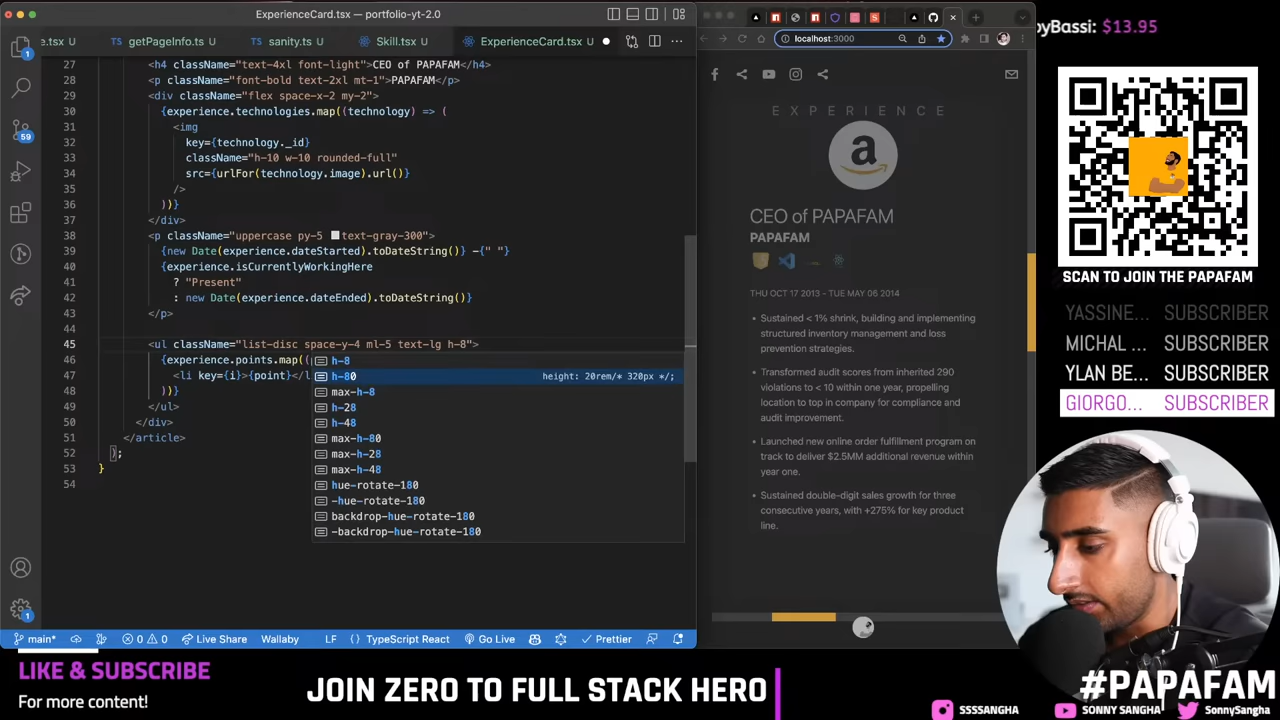 ExperienceCard.tsx — portfolio-yt-2.0
e.tsx
getPageInfo.ts
sanity.ts
Skill.tsx
ExperienceCard.tsx
27 <h4 className="text-4xl font-light">CEO of PAPAFAM</h4>
28 <p className="font-bold text-2xl mt-1">PAPAFAM</p>
29 <div className="flex space-x-2 my-2">
30 {experience.technologies.map((technology) => (
31 <img
32 key={technology._id}
33 className="h-10 w-10 rounded-full"
34 src={urlFor(technology.image).url()}
35 />
36 ))}
37 </div>
38 <p className="uppercase py-5 text-gray-300">
39 {new Date(experience.dateStarted).toDateString()} -{" "}
40 {experience.isCurrentlyWorkingHere
41 ? "Present"
42 : new Date(experience.dateEnded).toDateString()}
43 </p>
44
45 <ul className="list-disc space-y-4 ml-5 text-lg h-8">
46 {experience.points.map((
47 <li key={i}>{point}</l
48 ))}
49 </ul>
50 </div>
51 </article>
52 );
53 }
54
h-8
h-80 height: 20rem/* 320px */;
max-h-8
h-28
h-48
max-h-80
max-h-28
max-h-48
hue-rotate-180
-hue-rotate-180
backdrop-hue-rotate-180
-backdrop-hue-rotate-180
1
59
1
1
main*
0 0
Live Share
Wallaby
LF
TypeScript React
Go Live
Prettier
localhost:3000
EXPERIENCE
a
CEO of PAPAFAM
PAPAFAM
THU OCT 17 2013 - TUE MAY 06 2014
• Sustained < 1% shrink, building and implementing
structured inventory management and loss
prevention strategies.
• Transformed audit scores from inherited 290
violations to < 10 within one year, propelling
location to top in company for compliance and
audit improvement.
• Launched new online order fulfillment program on
track to deliver $2.5MM additional revenue within
year one.
• Sustained double-digit sales growth for three
consecutive years, with +275% for key product
line.
pyBassi: $13.95
SCAN TO JOIN THE PAPAFAM
YASSINE... SUBSCRIBER
MICHAL ... SUBSCRIBER
YLAN BE... SUBSCRIBER
GIORGO... SUBSCRIBER
LIKE & SUBSCRIBE
For more content!
JOIN ZERO TO FULL STACK HERO
#PAPAFAM
SSSSANGHA
SONNY SANGHA
SonnySangha